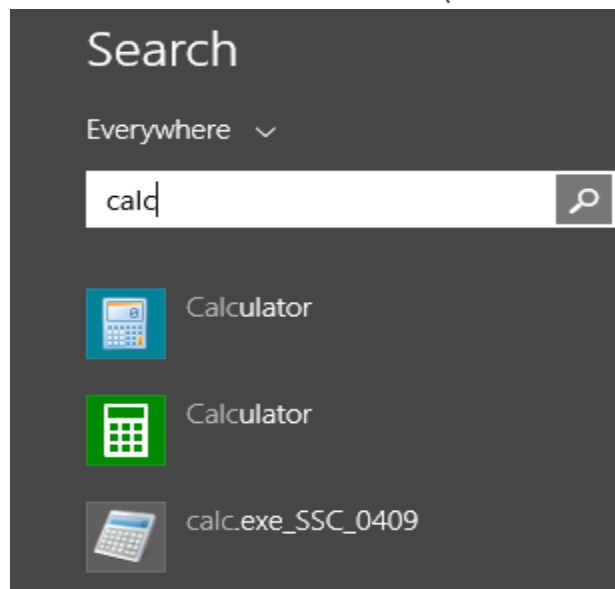 Search
Everywhere
calc
Calculator
Calculator
calc.exe_SSC_0409